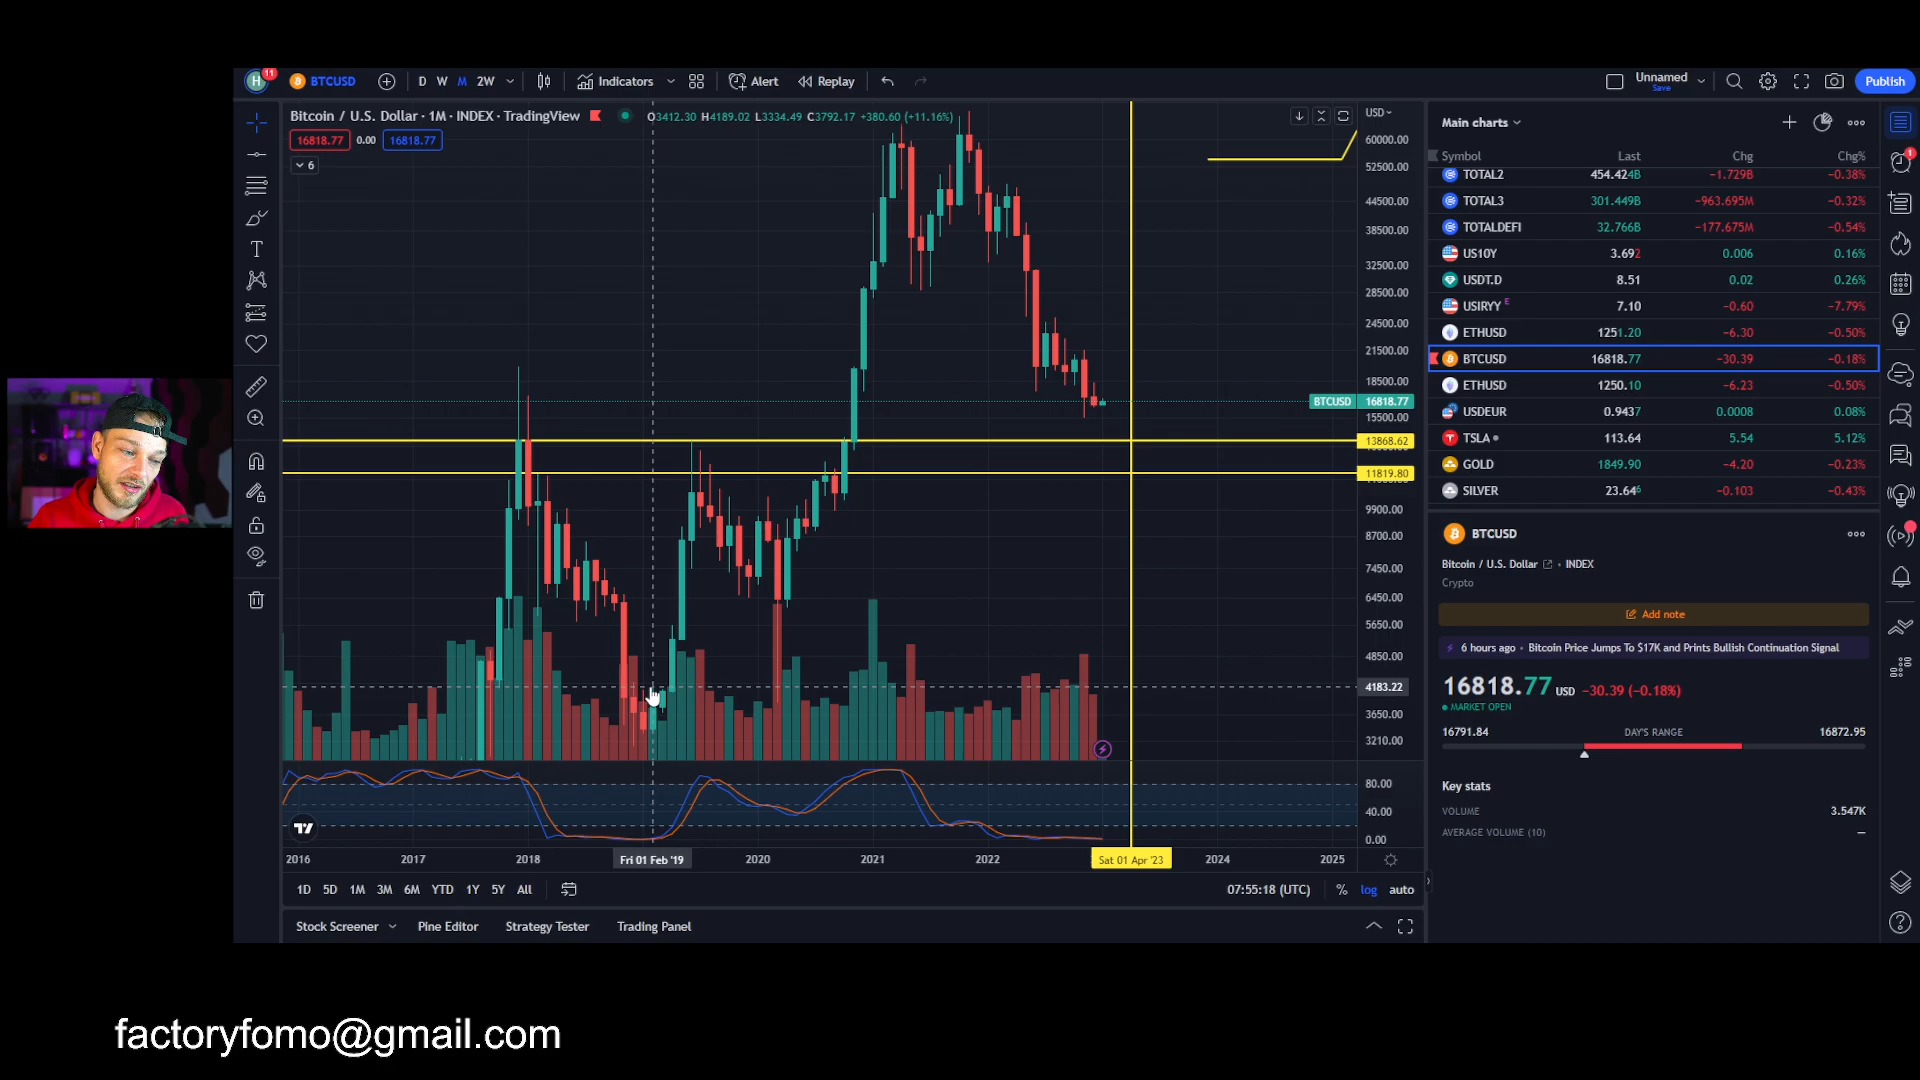 H 11 BTCUSD D W M 2W Indicators Alert Replay Unnamed Save Publish
Bitcoin / U.S. Dollar · 1M · INDEX · TradingView O3412.30 H4189.02 L3334.49 C3792.17 +380.60 (+11.16%) USD
16818.77 0.00 16818.77
6
60000.00
52500.00
44500.00
38500.00
32500.00
28500.00
24500.00
21500.00
18500.00
BTCUSD 16818.77
15500.00
13868.62
11819.80
9900.00
8700.00
7450.00
6450.00
5650.00
4850.00
4183.22
3650.00
3210.00
80.00
40.00
0.00
2016 2017 2018 Fri 01 Feb '19 2020 2021 2022 Sat 01 Apr '23 2024 2025
1D 5D 1M 3M 6M YTD 1Y 5Y All 07:55:18 (UTC) % log auto
Stock Screener Pine Editor Strategy Tester Trading Panel
Main charts
Symbol Last Chg Chg%
TOTAL2 454.424B −1.729B −0.38%
TOTAL3 301.449B −963.695M −0.32%
TOTALDEFI 32.766B −177.675M −0.54%
US10Y 3.692 0.006 0.16%
USDT.D 8.51 0.02 0.26%
USIRYY E 7.10 −0.60 −7.79%
ETHUSD 1251.20 −6.30 −0.50%
BTCUSD 16818.77 −30.39 −0.18%
ETHUSD 1250.10 −6.23 −0.50%
USDEUR 0.9437 0.0008 0.08%
TSLA 113.64 5.54 5.12%
GOLD 1849.90 −4.20 −0.23%
SILVER 23.646 −0.103 −0.43%
BTCUSD
Bitcoin / U.S. Dollar · INDEX
Crypto
Add note
6 hours ago · Bitcoin Price Jumps To $17K and Prints Bullish Continuation Signal
16818.77 USD −30.39 (−0.18%)
MARKET OPEN
16791.84 DAY'S RANGE 16872.95
Key stats
VOLUME 3.547K
AVERAGE VOLUME (10) —
1
factoryfomo@gmail.com